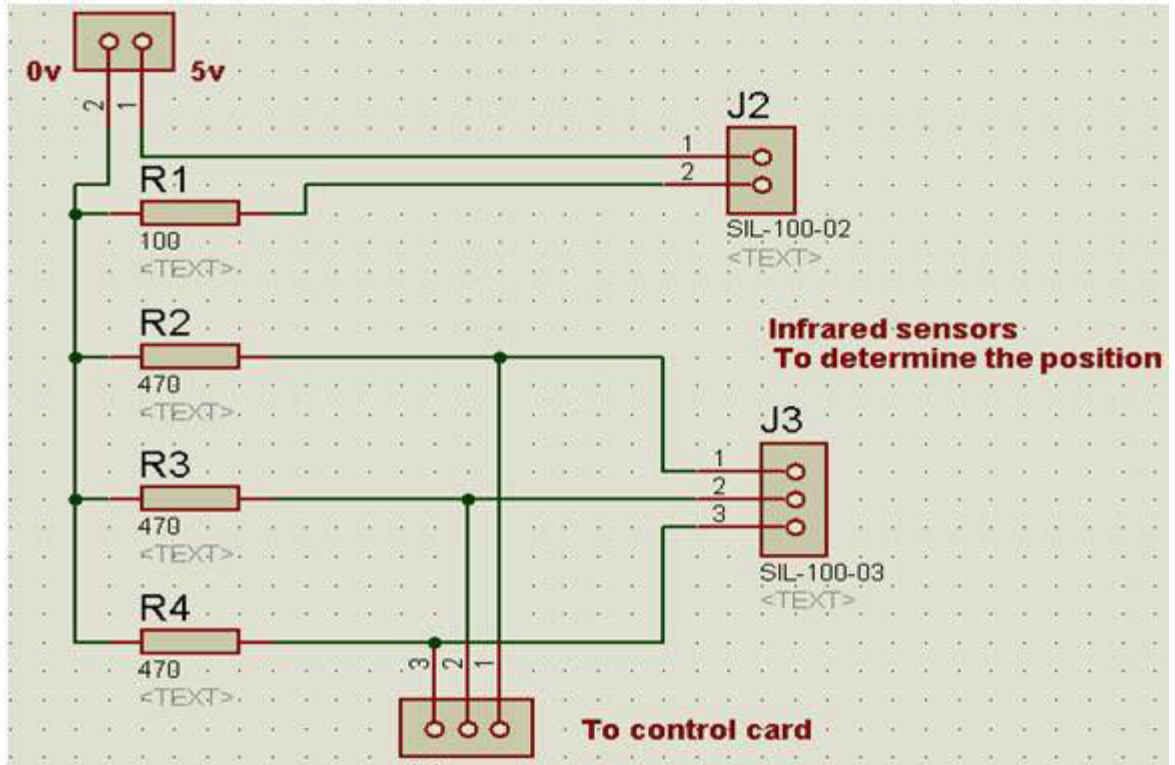 0v
5v
2
1
J2
1
2
R1
100
<TEXT>
SIL-100-02
<TEXT>
R2
470
<TEXT>
Infrared sensors
To determine the position
J3
R3
470
<TEXT>
1
2
3
SIL-100-03
<TEXT>
R4
470
<TEXT>
3
2
1
To control card